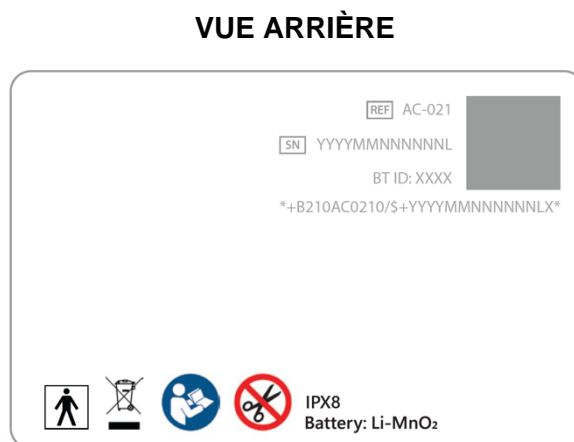 VUE ARRIÈRE
REF AC-021
SN YYYYMMNNNNNNL
BT ID: XXXX
*+B210AC0210/$+YYYYMMNNNNNNLX*
IPX8
Battery: Li-MnO₂